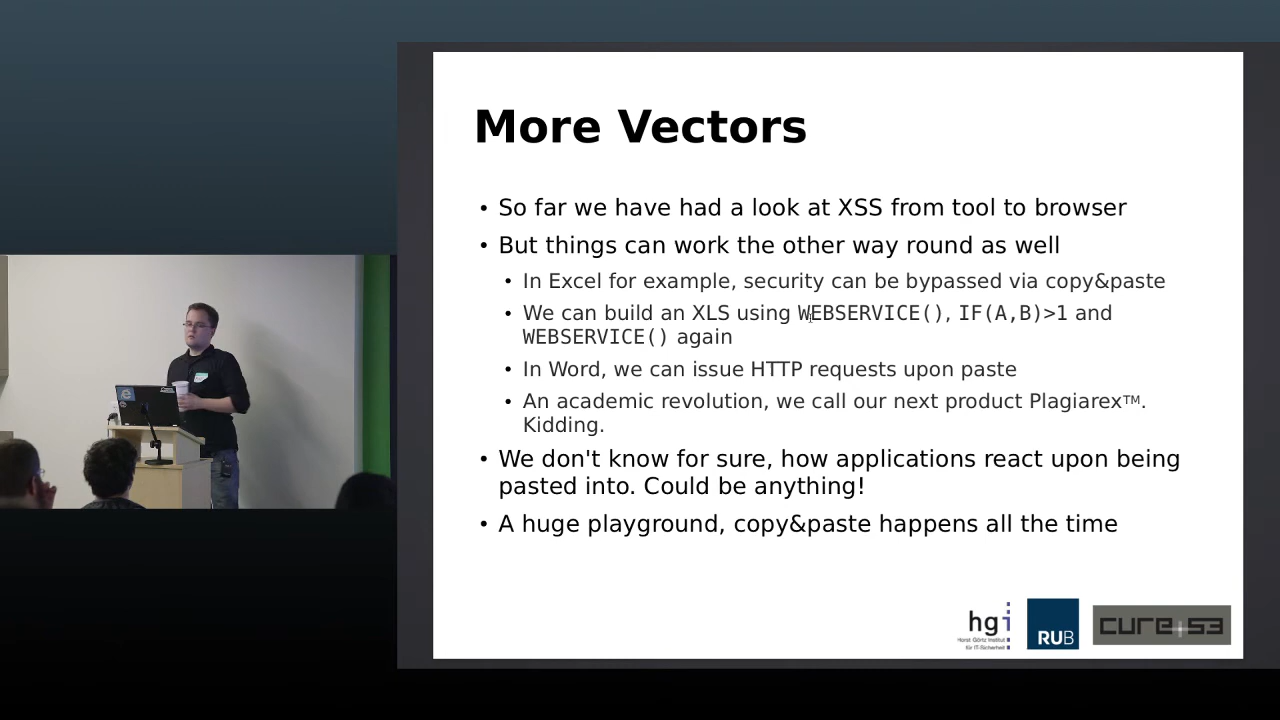 More Vectors
• So far we have had a look at XSS from tool to browser
• But things can work the other way round as well
• In Excel for example, security can be bypassed via copy&paste
• We can build an XLS using WEBSERVICE(), IF(A,B)>1 and
WEBSERVICE() again
• In Word, we can issue HTTP requests upon paste
• An academic revolution, we call our next product Plagiarex™.
Kidding.
• We don't know for sure, how applications react upon being
pasted into. Could be anything!
• A huge playground, copy&paste happens all the time
hgi
Horst Görtz Institut
für IT-Sicherheit
RUB
cure+53